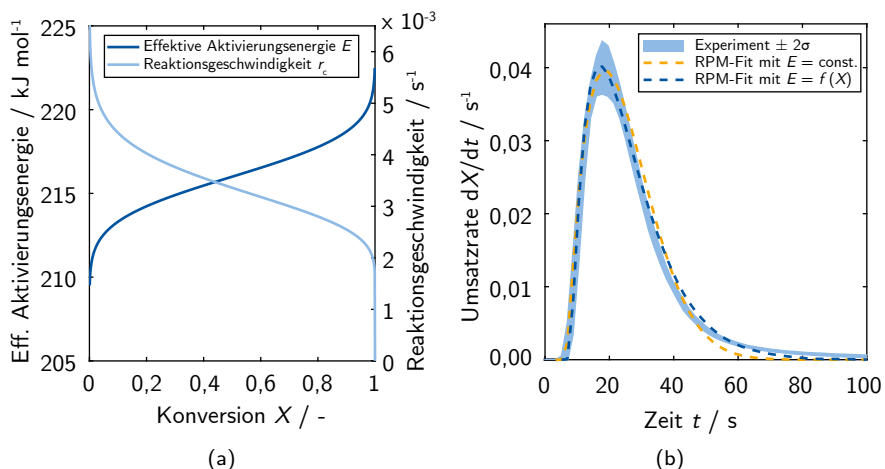 × 10⁻³
225
220
215
210
205
Eff. Aktivierungsenergie / kJ mol⁻¹
Effektive Aktivierungsenergie E
Reaktionsgeschwindigkeit r_c
6
5
4
3
2
1
0
Reaktionsgeschwindigkeit / s⁻¹
0 0,2 0,4 0,6 0,8 1
Konversion X / -
(a)
0,04
0,03
0,02
0,01
0,00
Umsatzrate dX/dt / s⁻¹
Experiment ± 2σ
RPM-Fit mit E = const.
RPM-Fit mit E = f (X)
0 20 40 60 80 100
Zeit t / s
(b)